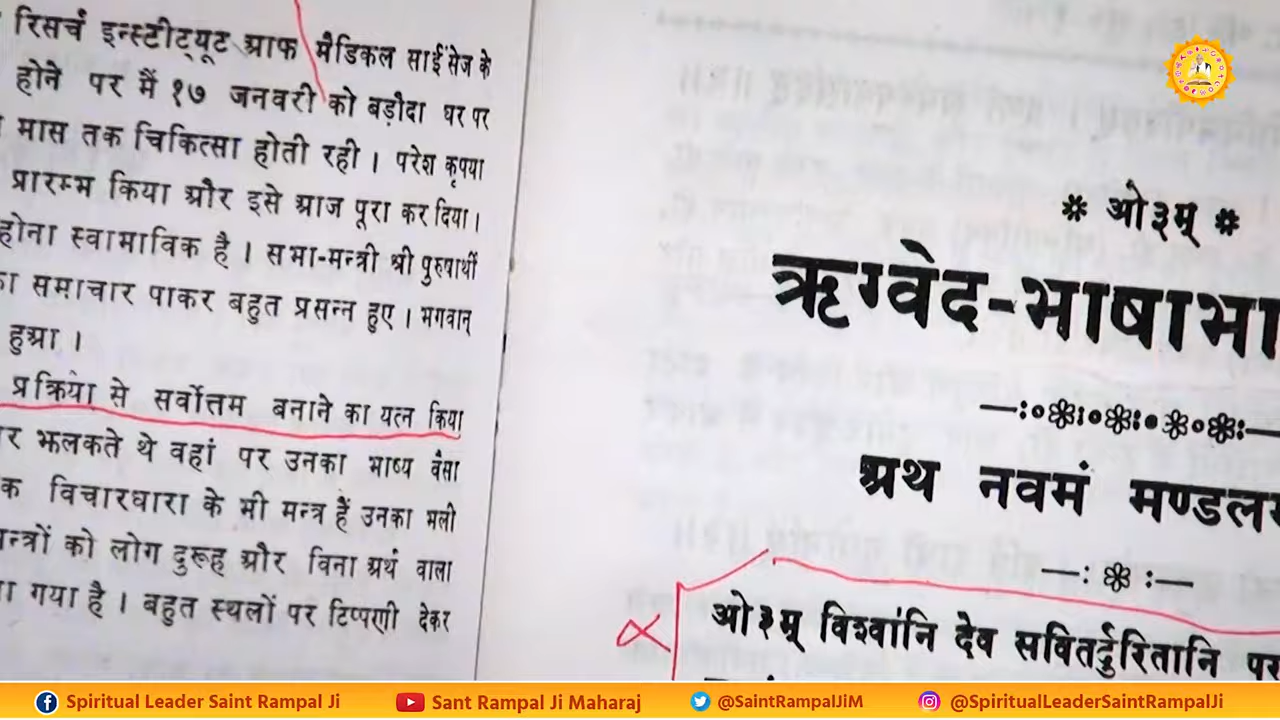 रिसर्च इन्स्टीट्यूट ग्राफ मैडिकल साईंसेज के
होने पर मैं १७ जनवरी को बड़ौदा घर पर
मास तक चिकित्सा होती रही । परेश कृपया
प्रारम्भ किया और इसे आज पूरा कर दिया।
होना स्वाभाविक है । सभा-मन्त्री श्री पुरुषार्थी
का समाचार पाकर बहुत प्रसन्न हुए । भगवान्
हुआ ।
प्रक्रिया से सर्वोत्तम बनाने का यत्न किया
झलकते थे वहां पर उनका भाष्य वैसा
क विचारधारा के भी मन्त्र हैं उनका भली
मन्त्रों को लोग दुरूह और विना अर्थ वाला
गया है । बहुत स्थलों पर टिप्पणी देकर
ओ३म्
ऋग्वेद-भाषाभा
अथ नवमं मण्डलम
ओ३म् विश्वानि देव सवितर्दुरितानि परा
Spiritual Leader Saint Rampal Ji
Sant Rampal Ji Maharaj
@SaintRampalJiM
@SpiritualLeaderSaintRampalJi